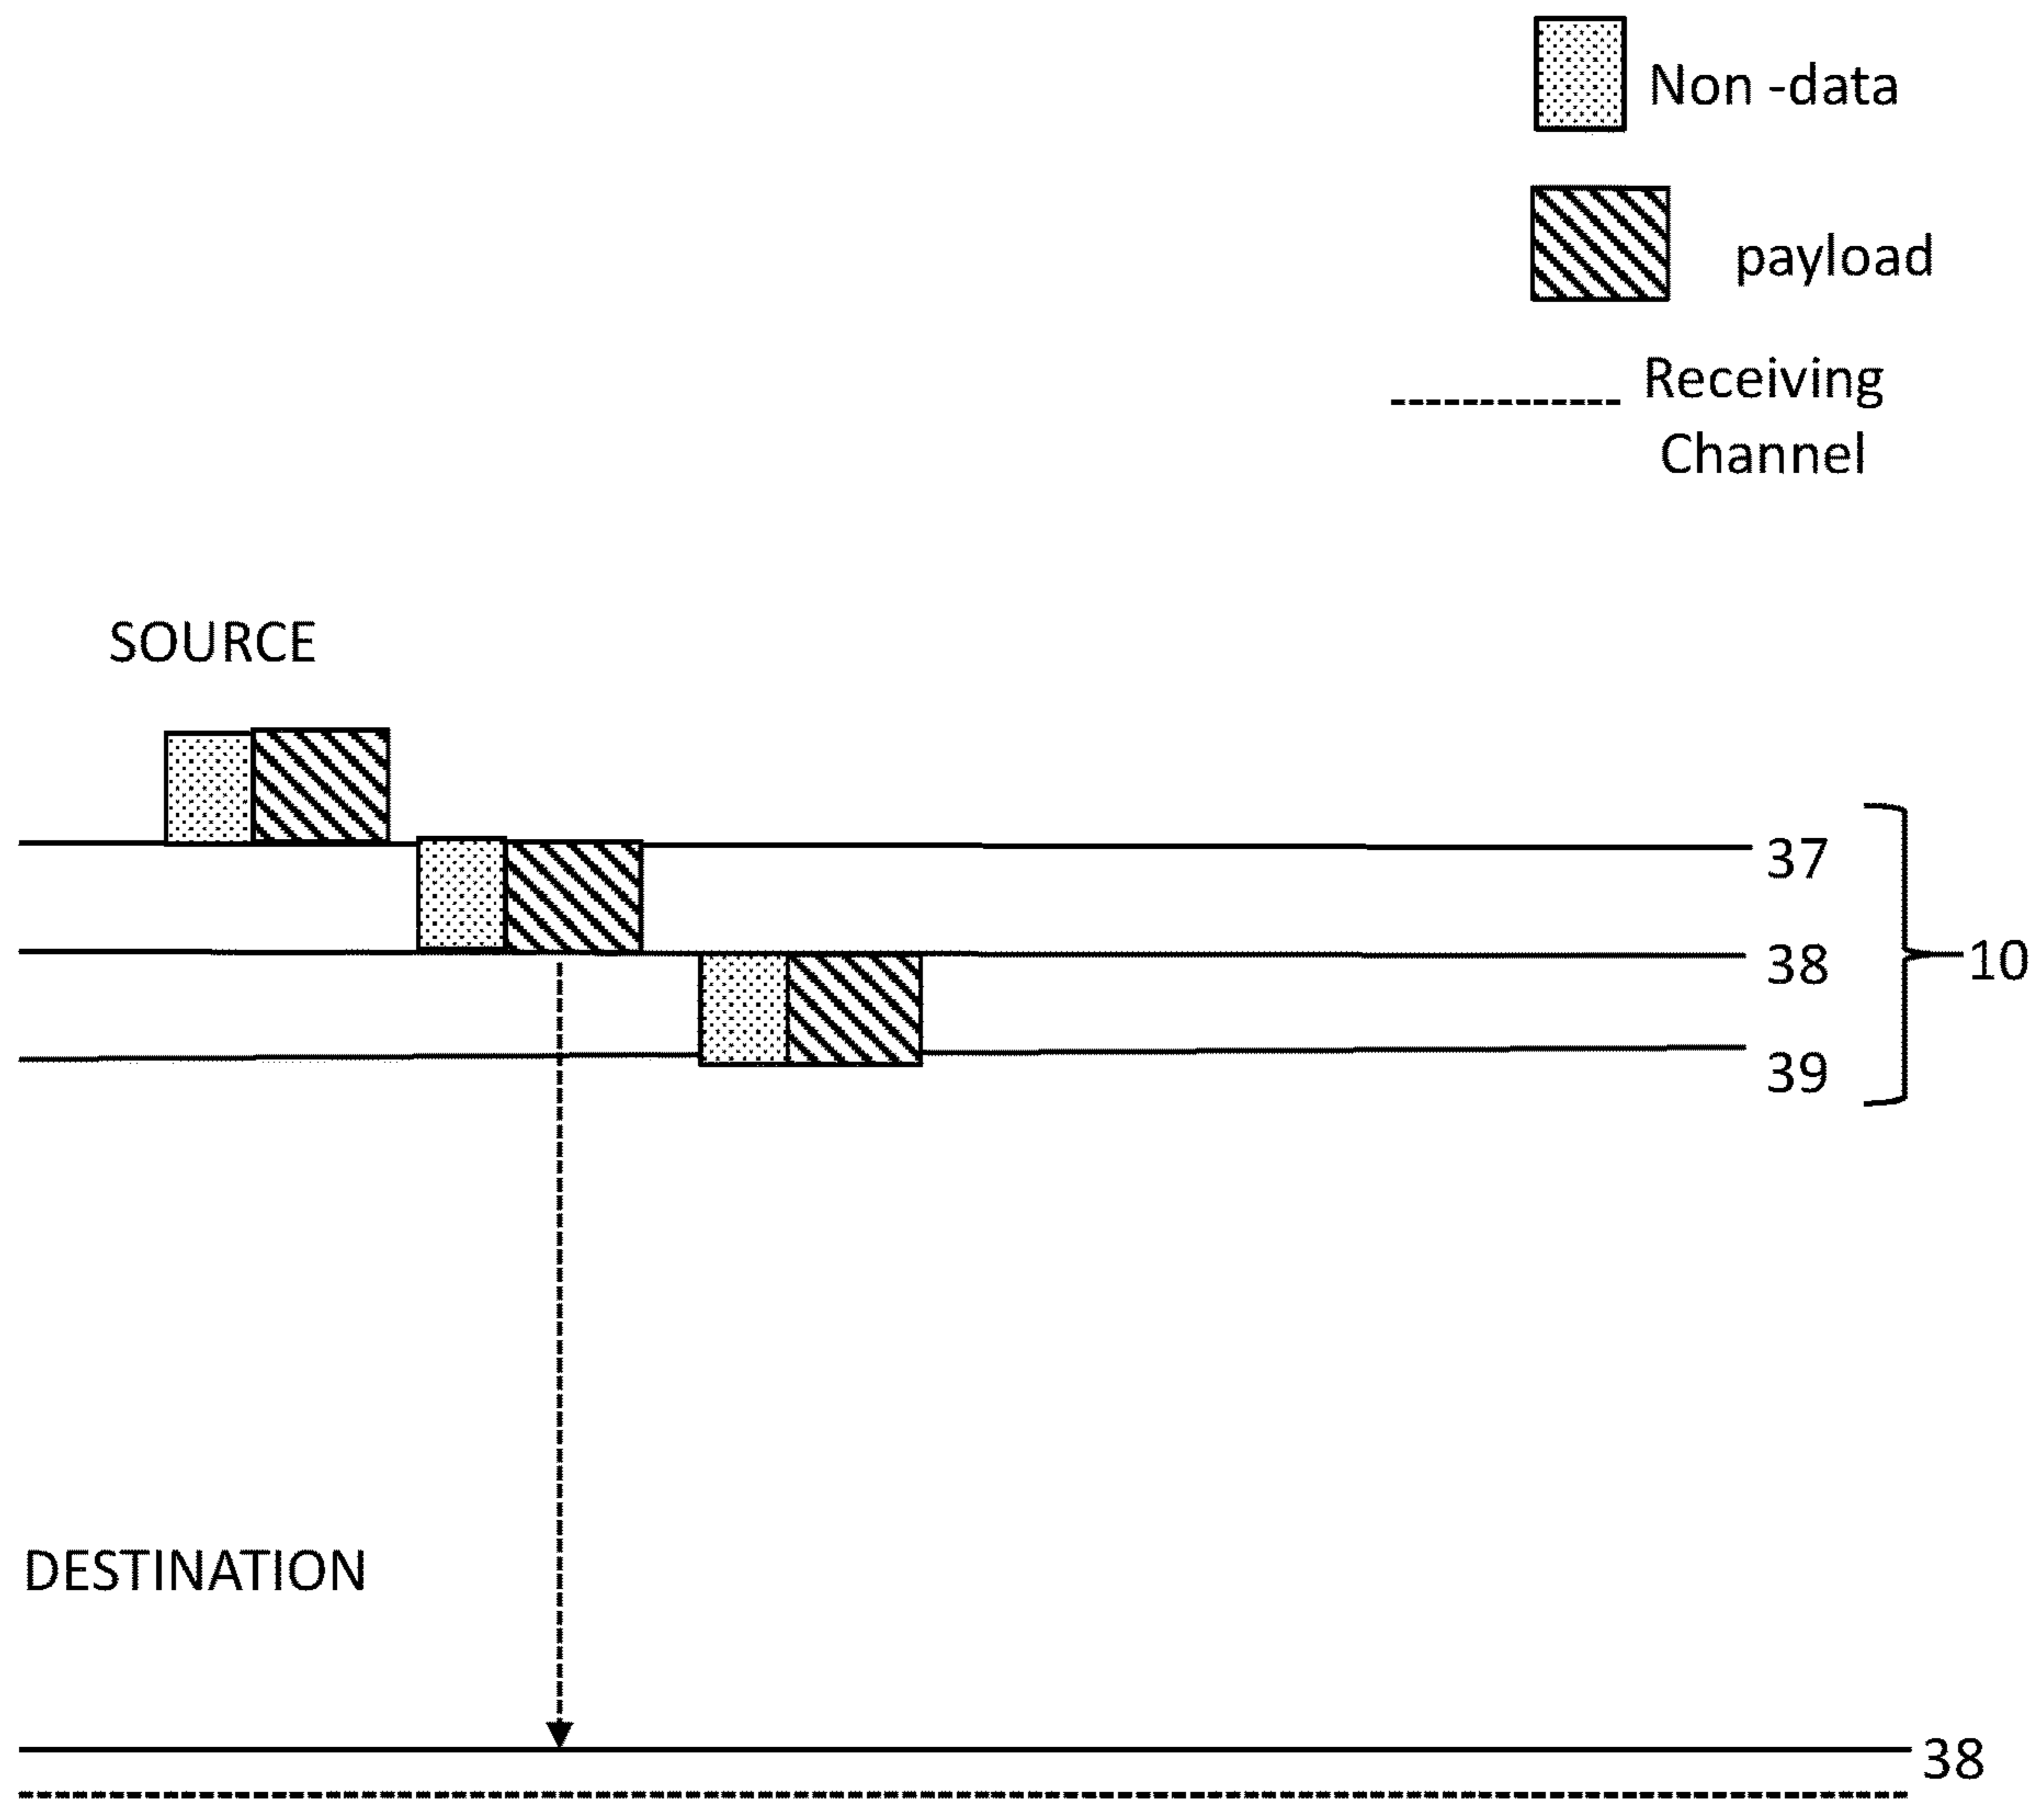 Non -data
payload
Receiving
Channel
SOURCE
37
38
10
39
DESTINATION
38